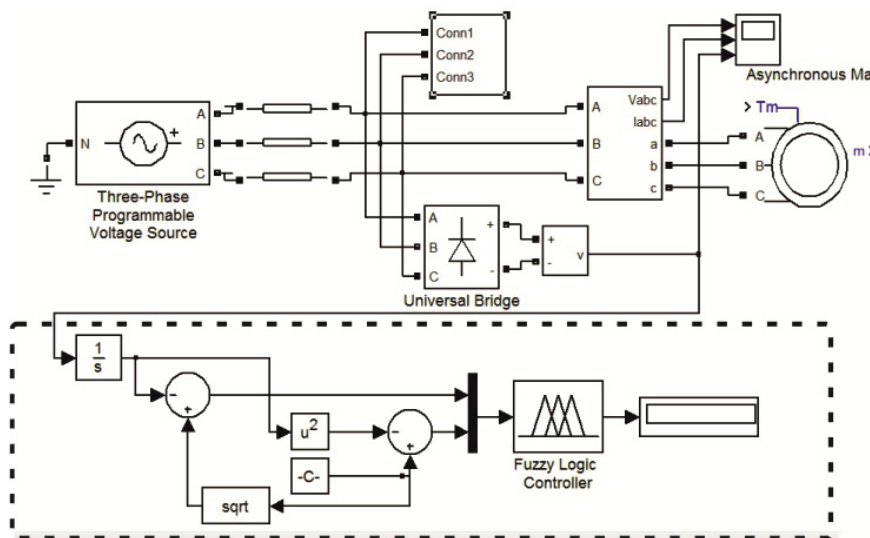 Conn1
Conn2
Conn3
Asynchronous Ma
Vabc
Iabc
A
B
C
a
b
c
> Tm
A
B
C
m
N
+
A
B
C
Three-Phase
Programmable
Voltage Source
A
B
C
+
-
+
-
v
Universal Bridge
1
s
-
+
u²
-
+
-C-
sqrt
Fuzzy Logic
Controller